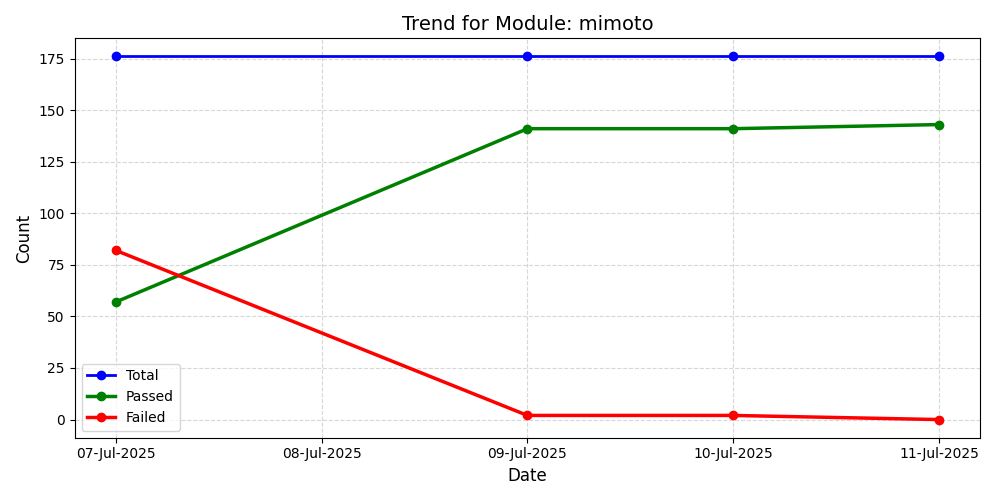 Trend for Module: mimoto
175
150
125
100
75
50
25
0
Count
Total
Passed
Failed
07-Jul-2025
08-Jul-2025
09-Jul-2025
10-Jul-2025
11-Jul-2025
Date